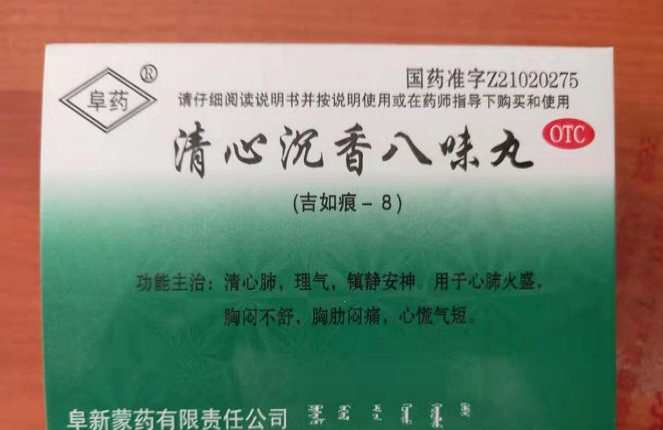 阜药®
国药准字Z21020275
请仔细阅读说明书并按说明使用或在药师指导下购买和使用
清心沉香八味丸
OTC
(吉如痕－8)
功能主治：清心肺，理气，镇静安神。用于心肺火盛，
胸闷不舒，胸肋闷痛，心慌气短。
阜新蒙药有限责任公司